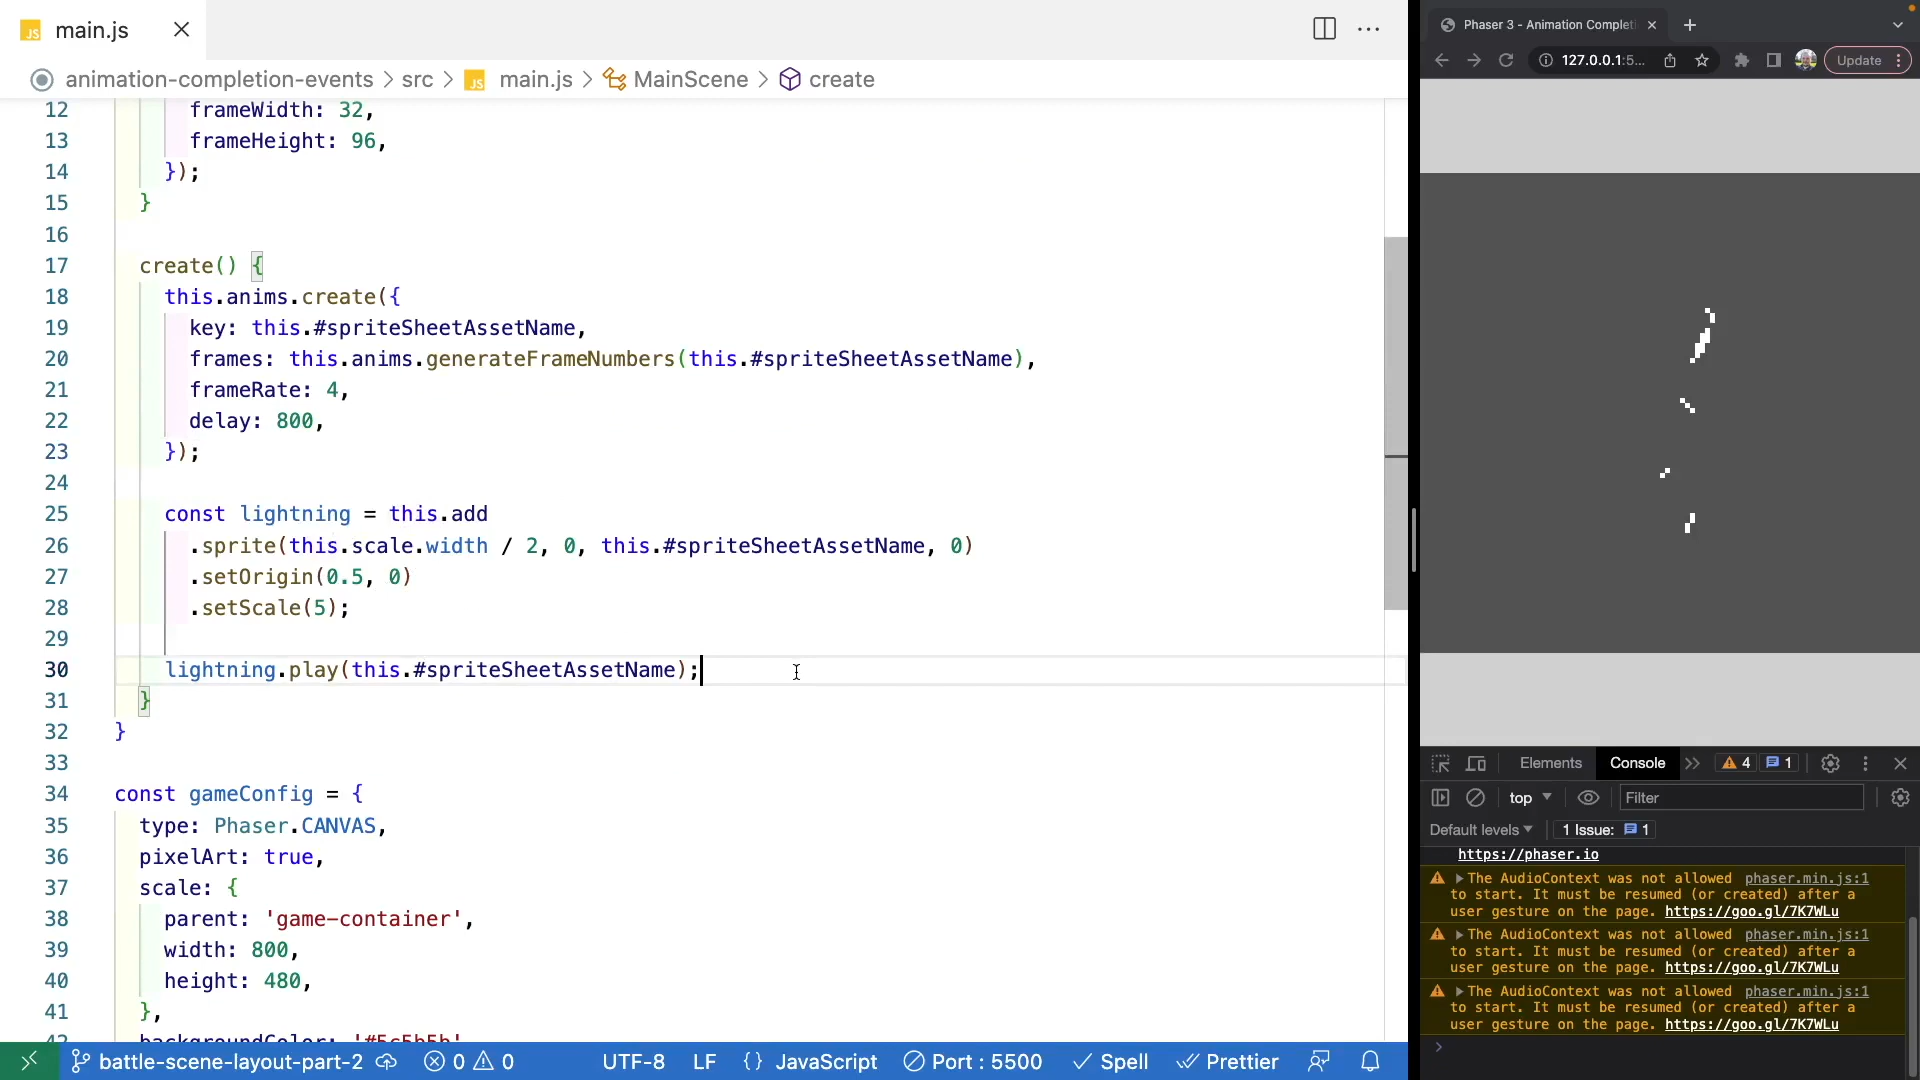 JS main.js
animation-completion-events > src > JS main.js > MainScene > create
12 frameWidth: 32,
13 frameHeight: 96,
14 });
15 }
16
17 create() {
18 this.anims.create({
19 key: this.#spriteSheetAssetName,
20 frames: this.anims.generateFrameNumbers(this.#spriteSheetAssetName),
21 frameRate: 4,
22 delay: 800,
23 });
24
25 const lightning = this.add
26 .sprite(this.scale.width / 2, 0, this.#spriteSheetAssetName, 0)
27 .setOrigin(0.5, 0)
28 .setScale(5);
29
30 lightning.play(this.#spriteSheetAssetName);
31 }
32 }
33
34 const gameConfig = {
35 type: Phaser.CANVAS,
36 pixelArt: true,
37 scale: {
38 parent: 'game-container',
39 width: 800,
40 height: 480,
41 },
42 backgroundColor: '#5c5b5b',
battle-scene-layout-part-2 0 0 UTF-8 LF {} JavaScript Port : 5500 Spell Prettier
Phaser 3 - Animation Completi
127.0.0.1:5... Update
Elements Console 4 1
top Filter
Default levels 1 Issue: 1
https://phaser.io
The AudioContext was not allowed phaser.min.js:1
to start. It must be resumed (or created) after a
user gesture on the page. https://goo.gl/7K7WLu
The AudioContext was not allowed phaser.min.js:1
to start. It must be resumed (or created) after a
user gesture on the page. https://goo.gl/7K7WLu
The AudioContext was not allowed phaser.min.js:1
to start. It must be resumed (or created) after a
user gesture on the page. https://goo.gl/7K7WLu